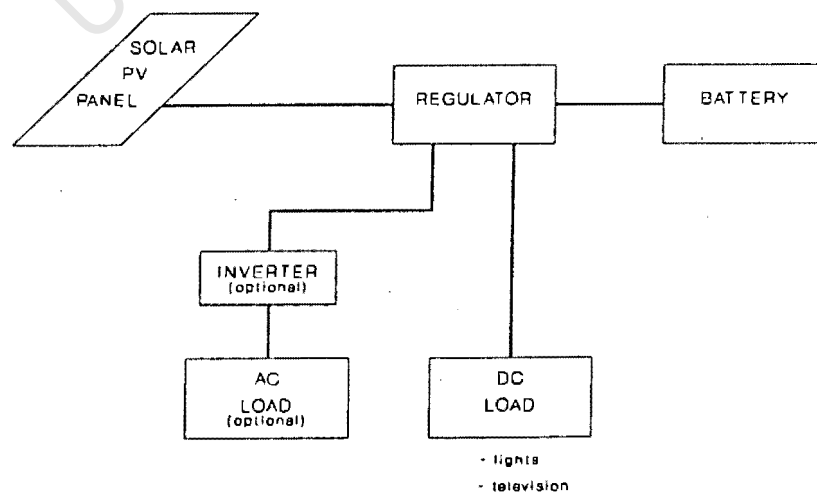 SOLAR
PV
PANEL
REGULATOR
BATTERY
INVERTER
(optional)
AC
LOAD
(optional)
DC
LOAD
- lights
- television